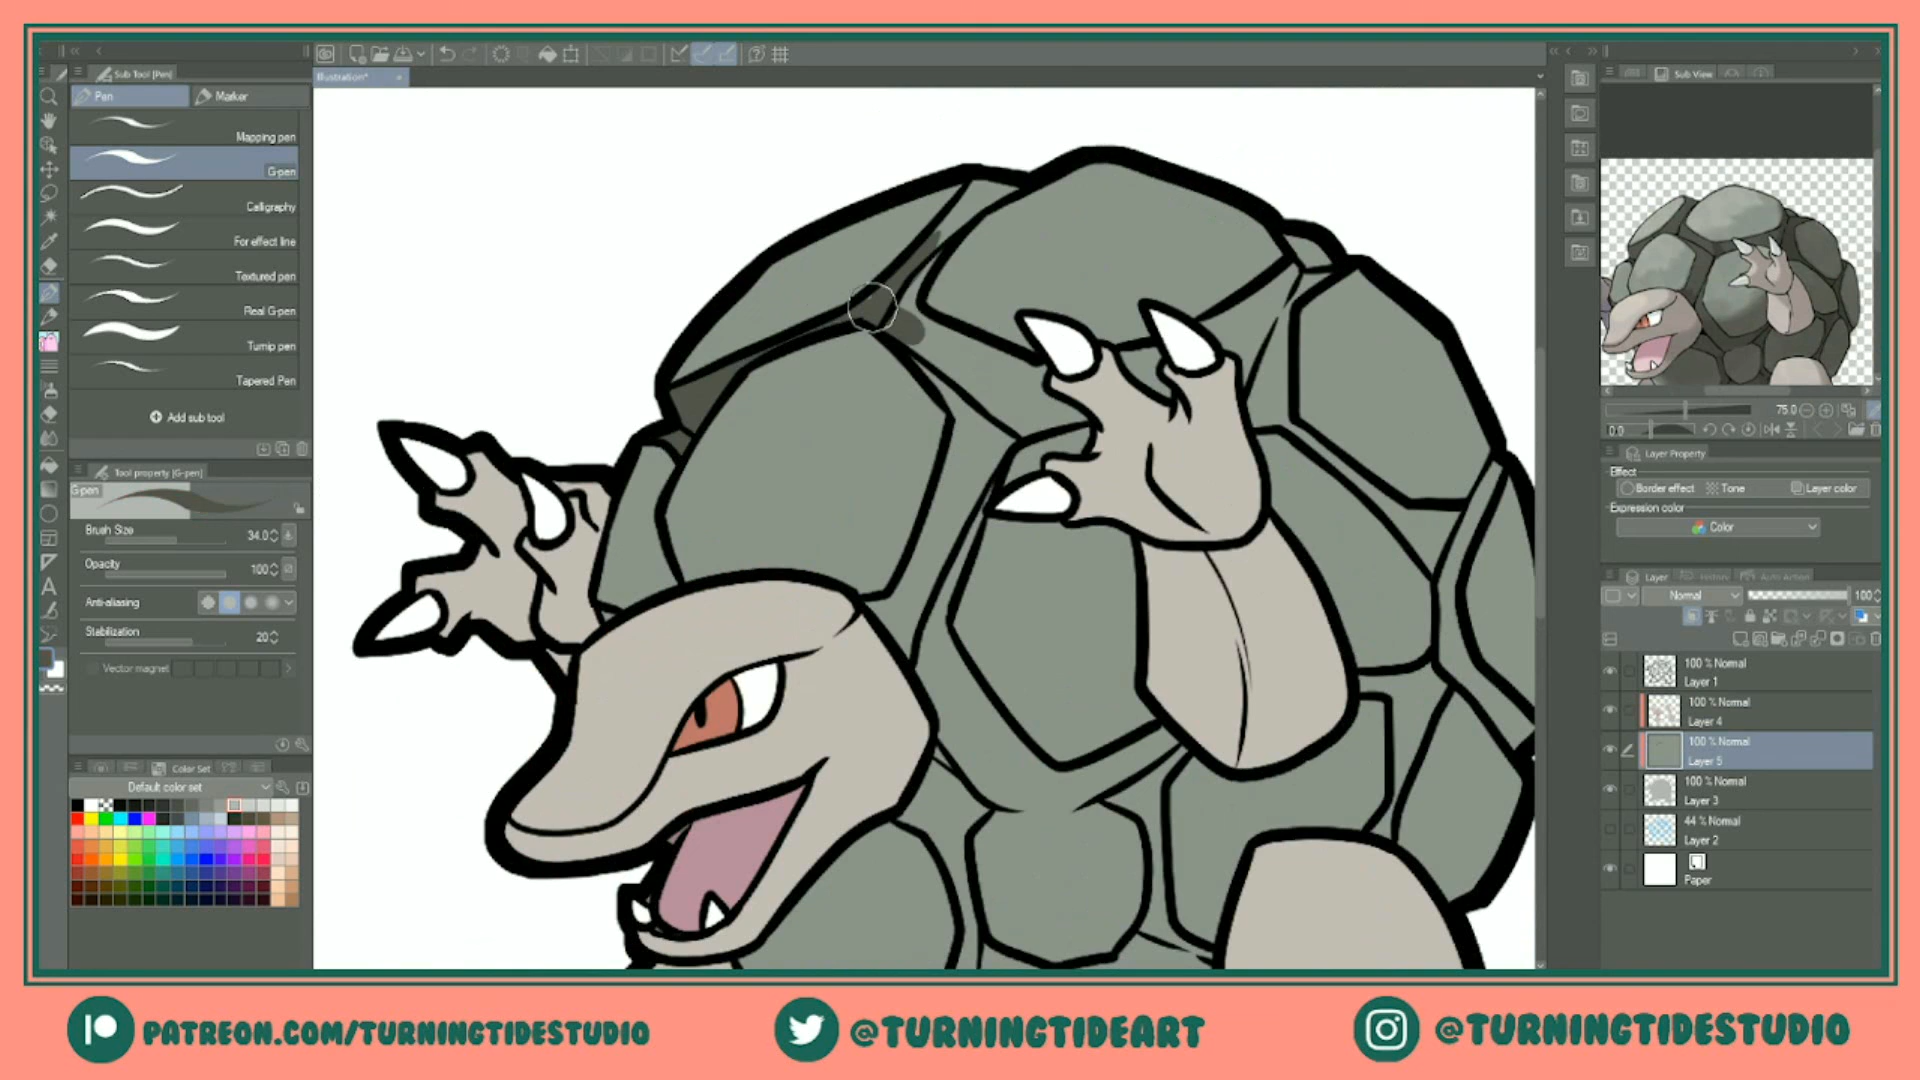 Sub Tool [Pen]
Pen
Marker
Mapping pen
G-pen
Calligraphy
For effect line
Textured pen
Real G-pen
Turnip pen
Tapered Pen
Add sub tool
Tool property [G-pen]
G-pen
Brush Size
34.0
Opacity
100
Anti-aliasing
Stabilization
20
Vector magnet
Color Set
Default color set
Illustration*
Sub View
75.0
0.0
Layer Property
Effect
Border effect
Tone
Layer color
Expression color
Color
Layer
History
Auto Action
Normal
100
100 % Normal
Layer 1
100 % Normal
Layer 4
100 % Normal
Layer 5
100 % Normal
Layer 3
44 % Normal
Layer 2
Paper
PATREON.COM/TURNINGTIDESTUDIO
@TURNINGTIDEART
@TURNINGTIDESTUDIO